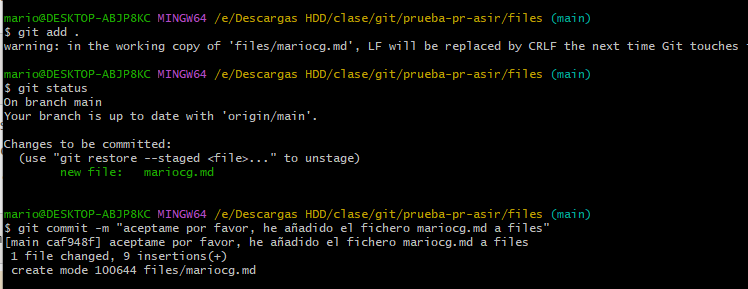 mario@DESKTOP-ABJP8KC MINGW64 /e/Descargas HDD/clase/git/prueba-pr-asir/files (main)
$ git add .
warning: in the working copy of 'files/mariocg.md', LF will be replaced by CRLF the next time Git touches
mario@DESKTOP-ABJP8KC MINGW64 /e/Descargas HDD/clase/git/prueba-pr-asir/files (main)
$ git status
On branch main
Your branch is up to date with 'origin/main'.
Changes to be committed:
  (use "git restore --staged <file>..." to unstage)
        new file:   mariocg.md
mario@DESKTOP-ABJP8KC MINGW64 /e/Descargas HDD/clase/git/prueba-pr-asir/files (main)
$ git commit -m "aceptame por favor, he añadido el fichero mariocg.md a files"
[main caf948f] aceptame por favor, he añadido el fichero mariocg.md a files
 1 file changed, 9 insertions(+)
 create mode 100644 files/mariocg.md